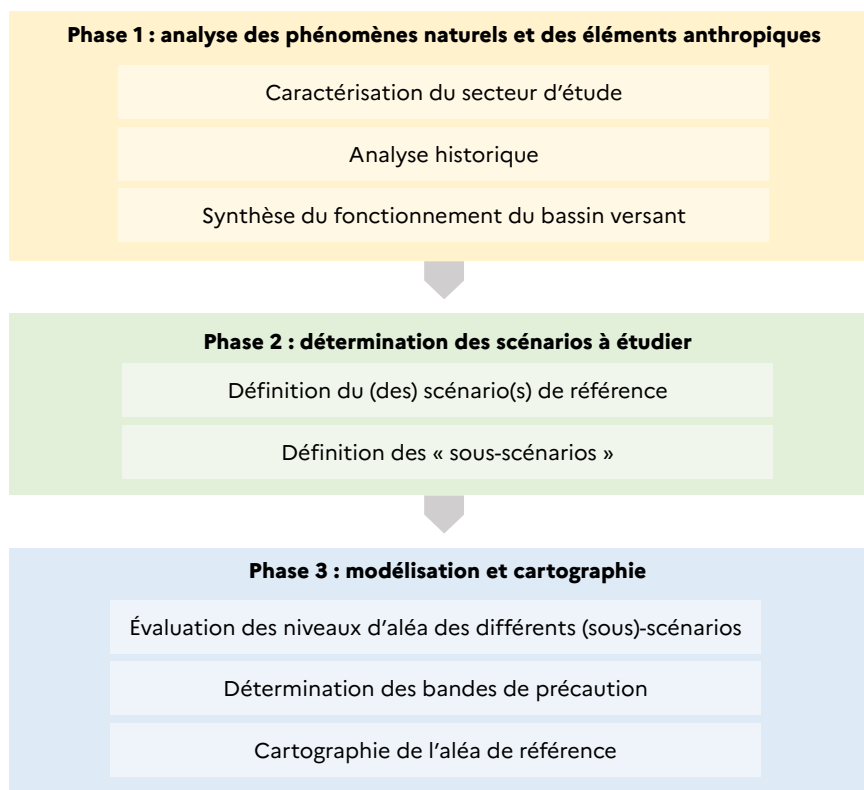 Phase 1 : analyse des phénomènes naturels et des éléments anthropiques
Caractérisation du secteur d’étude
Analyse historique
Synthèse du fonctionnement du bassin versant
Phase 2 : détermination des scénarios à étudier
Définition du (des) scénario(s) de référence
Définition des « sous-scénarios »
Phase 3 : modélisation et cartographie
Évaluation des niveaux d’aléa des différents (sous)-scénarios
Détermination des bandes de précaution
Cartographie de l’aléa de référence